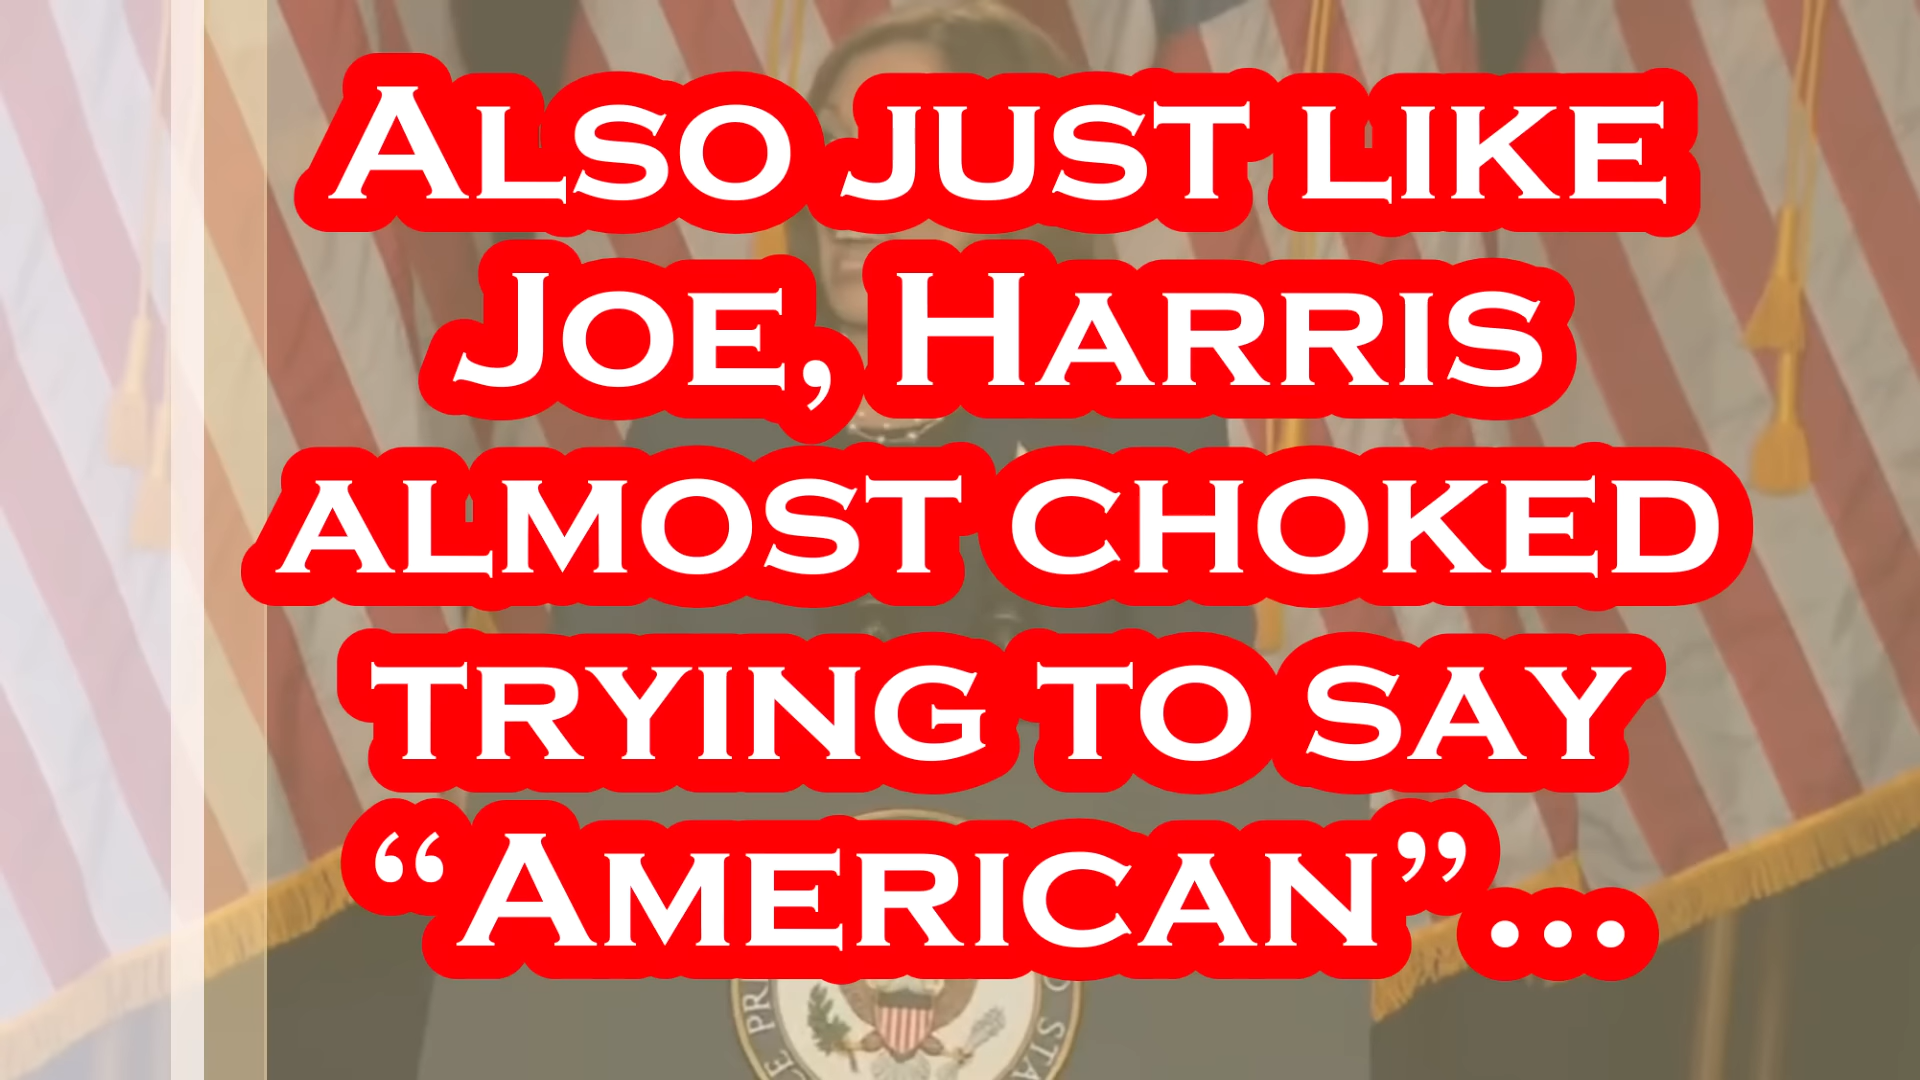 Also just like
Joe, Harris
almost choked
trying to say
“American”...